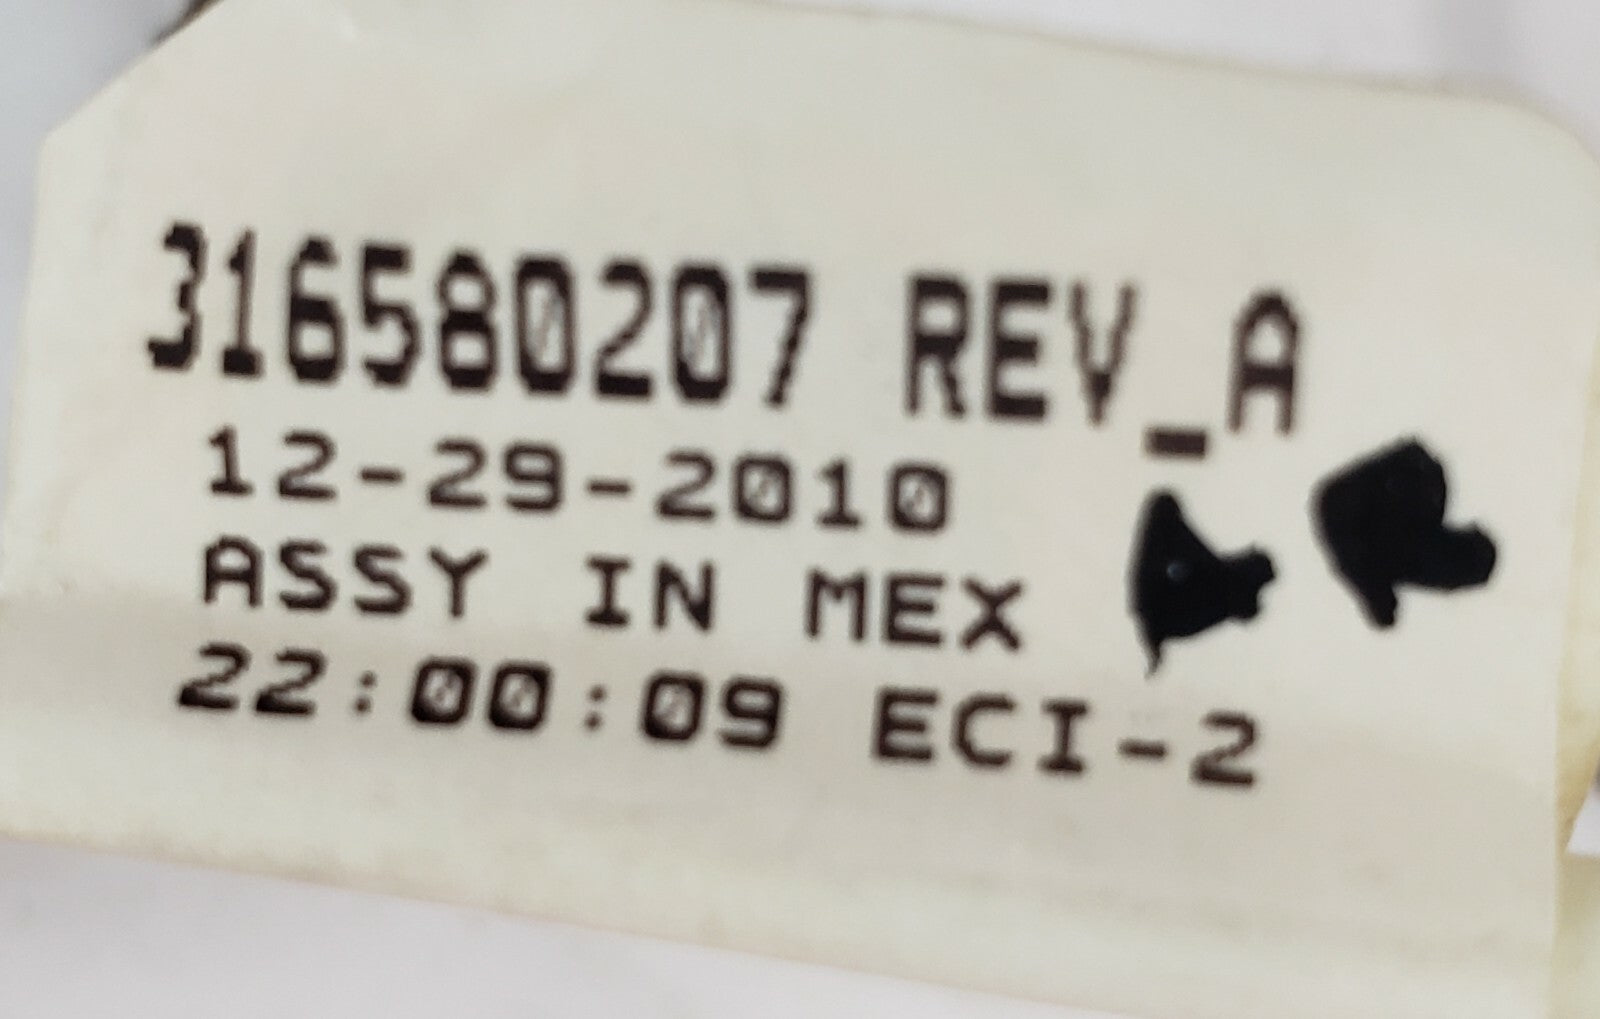 316580207 REV_A
12-29-2010
ASSY IN MEX
22:00:09 ECI-2